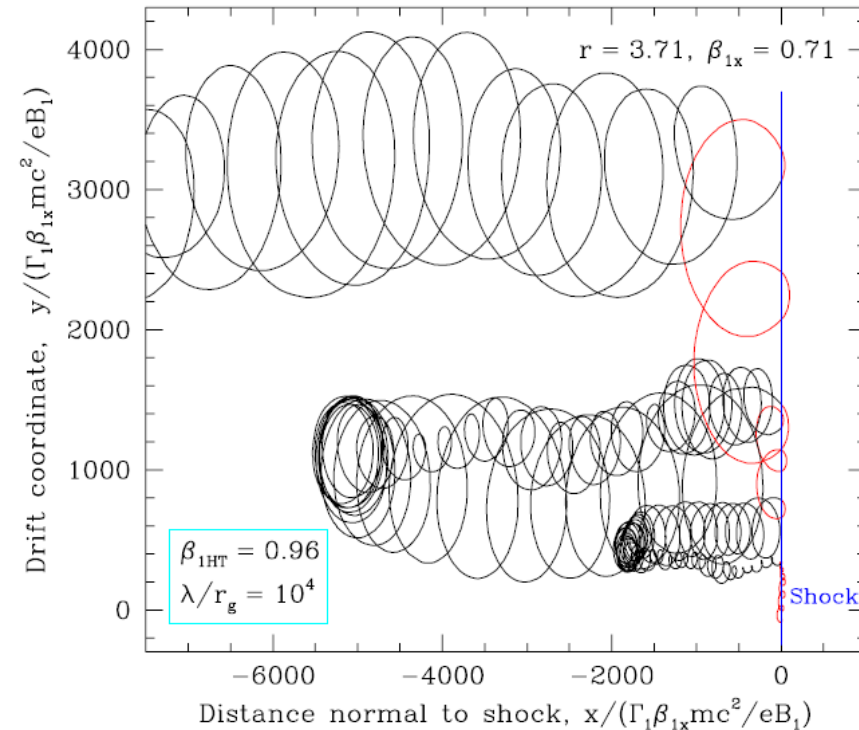 r = 3.71, β₁ₓ = 0.71
4000
3000
2000
1000
0
Drift coordinate, y/(Γ₁β₁ₓmc²/eB₁)
β₁HT = 0.96
λ/r_g = 10⁴
Shock
−6000 −4000 −2000 0
Distance normal to shock, x/(Γ₁β₁ₓmc²/eB₁)